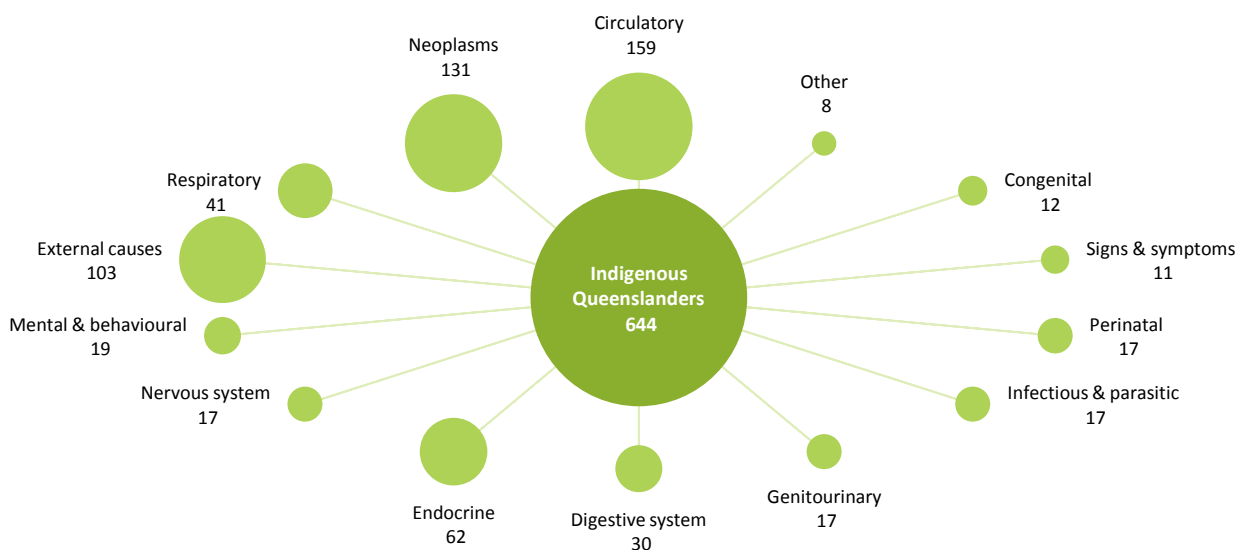 Circulatory
159
Neoplasms
131
Other
8
Respiratory
41
Congenital
12
External causes
103
Signs & symptoms
11
Indigenous
Queenslanders
644
Mental & behavioural
19
Perinatal
17
Nervous system
17
Infectious & parasitic
17
Endocrine
62
Digestive system
30
Genitourinary
17